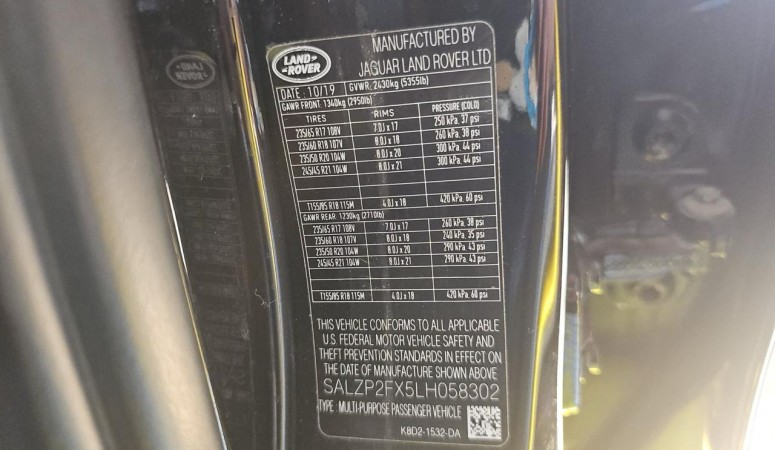 LAND-
-ROVER
MANUFACTURED BY
JAGUAR LAND ROVER LTD
DATE: 10/19 GVWR: 2430kg (5355lb)
GAWR FRONT: 1340kg (2950lb)
TIRES RIMS PRESSURE (COLD)
235/65 R17 108V 7.0J x 17 250 kPa, 37 psi
235/60 R18 107V 8.0J x 18 260 kPa, 38 psi
235/50 R20 104W 8.0J x 20 300 kPa, 44 psi
245/45 R21 104W 8.0J x 21 300 kPa, 44 psi
T155/85 R18 115M 4.0J x 18 420 kPa, 60 psi
GAWR REAR: 1230kg (2710lb)
235/65 R17 108V 7.0J x 17 260 kPa, 38 psi
235/60 R18 107V 8.0J x 18 240 kPa, 35 psi
235/50 R20 104W 8.0J x 20 290 kPa, 43 psi
245/45 R21 104W 8.0J x 21 290 kPa, 43 psi
T155/85 R18 115M 4.0J x 18 420 kPa, 60 psi
THIS VEHICLE CONFORMS TO ALL APPLICABLE
U.S. FEDERAL MOTOR VEHICLE SAFETY AND
THEFT PREVENTION STANDARDS IN EFFECT ON
THE DATE OF MANUFACTURE SHOWN ABOVE
SALZP2FX5LH058302
TYPE: MULTI-PURPOSE PASSENGER VEHICLE
K8D2-1532-DA